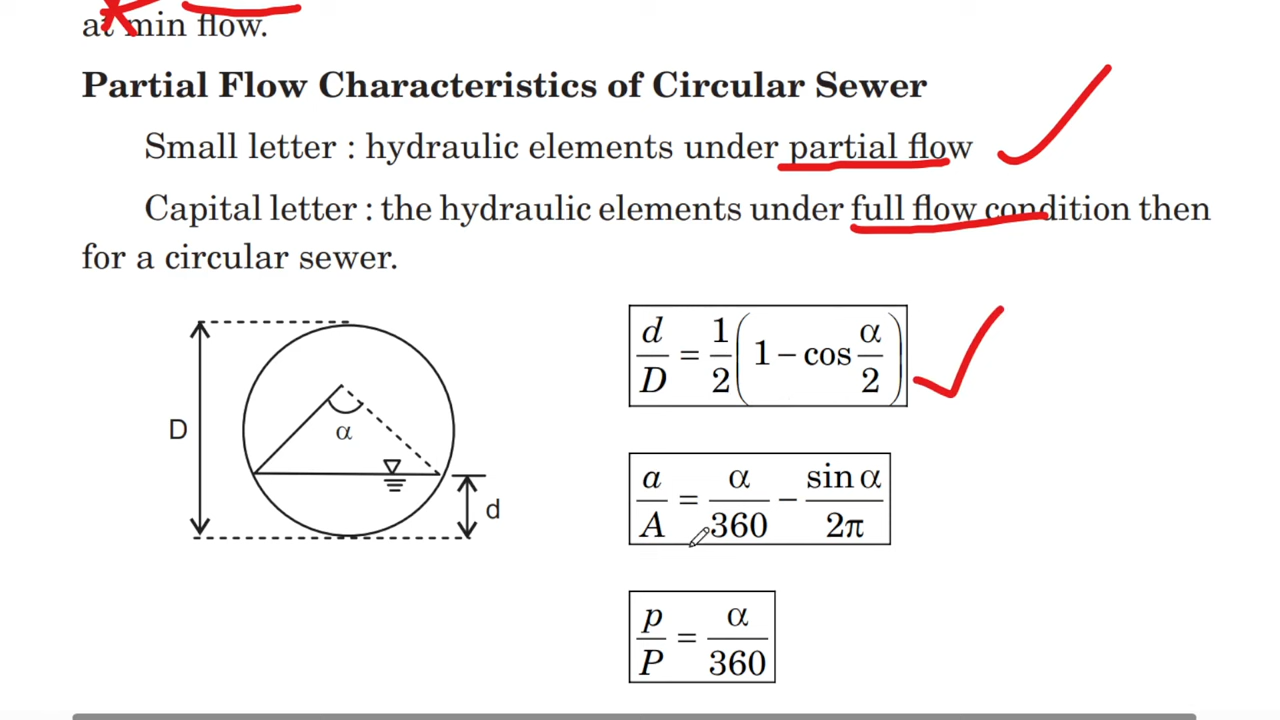 at min flow.
Partial Flow Characteristics of Circular Sewer
Small letter : hydraulic elements under partial flow
Capital letter : the hydraulic elements under full flow condition then
for a circular sewer.
d/D = 1/2 (1 − cos α/2)
D
α
d
a/A = α/360 − sin α/2π
p/P = α/360